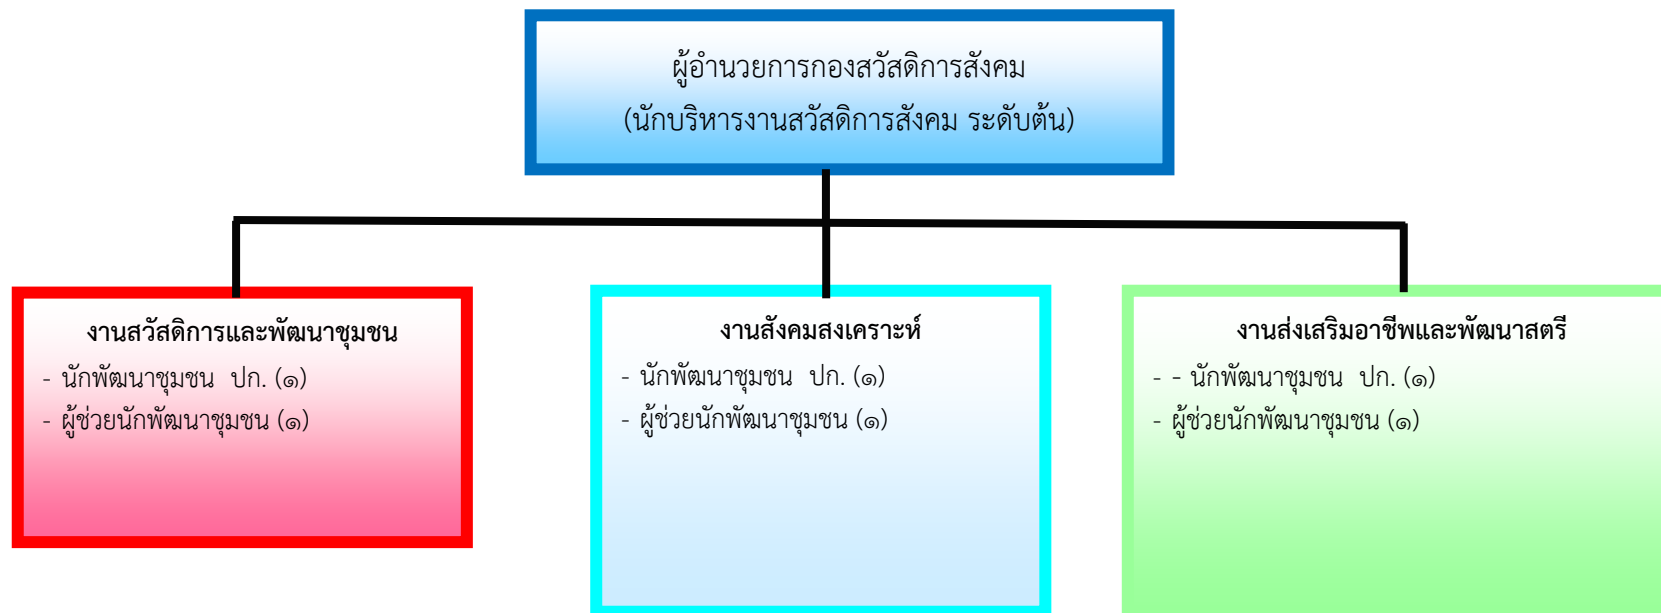 ผู้อำนวยการกองสวัสดิการสังคม
(นักบริหารงานสวัสดิการสังคม ระดับต้น)
งานสวัสดิการและพัฒนาชุมชน
- นักพัฒนาชุมชน ปก. (๑)
- ผู้ช่วยนักพัฒนาชุมชน (๑)
งานสังคมสงเคราะห์
- นักพัฒนาชุมชน ปก. (๑)
- ผู้ช่วยนักพัฒนาชุมชน (๑)
งานส่งเสริมอาชีพและพัฒนาสตรี
- - นักพัฒนาชุมชน ปก. (๑)
- ผู้ช่วยนักพัฒนาชุมชน (๑)